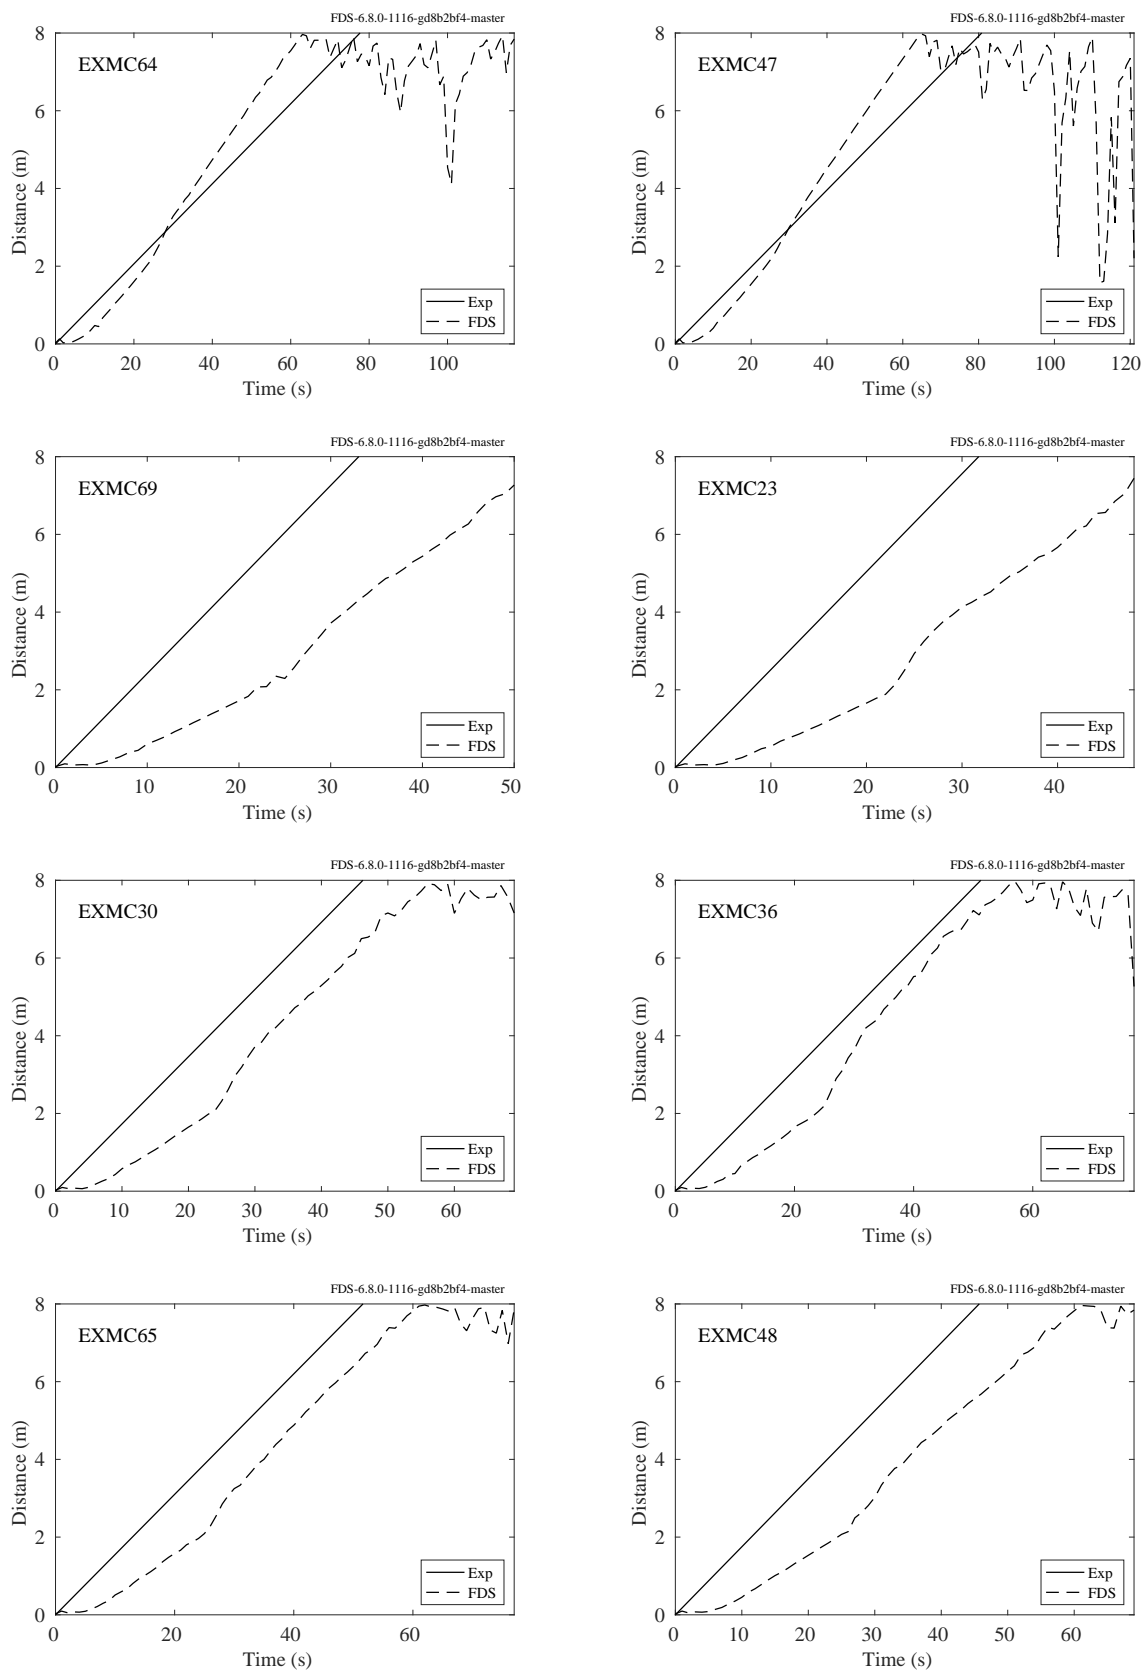 FDS-6.8.0-1116-gd8b2bf4-master
EXMC64
Distance (m)
8
6
4
2
0
0 20 40 60 80 100
Time (s)
Exp
FDS
FDS-6.8.0-1116-gd8b2bf4-master
EXMC47
Distance (m)
8
6
4
2
0
0 20 40 60 80 100 120
Time (s)
Exp
FDS
FDS-6.8.0-1116-gd8b2bf4-master
EXMC69
Distance (m)
8
6
4
2
0
0 10 20 30 40 50
Time (s)
Exp
FDS
FDS-6.8.0-1116-gd8b2bf4-master
EXMC23
Distance (m)
8
6
4
2
0
0 10 20 30 40
Time (s)
Exp
FDS
FDS-6.8.0-1116-gd8b2bf4-master
EXMC30
Distance (m)
8
6
4
2
0
0 10 20 30 40 50 60
Time (s)
Exp
FDS
FDS-6.8.0-1116-gd8b2bf4-master
EXMC36
Distance (m)
8
6
4
2
0
0 20 40 60
Time (s)
Exp
FDS
FDS-6.8.0-1116-gd8b2bf4-master
EXMC65
Distance (m)
8
6
4
2
0
0 20 40 60
Time (s)
Exp
FDS
FDS-6.8.0-1116-gd8b2bf4-master
EXMC48
Distance (m)
8
6
4
2
0
0 10 20 30 40 50 60
Time (s)
Exp
FDS